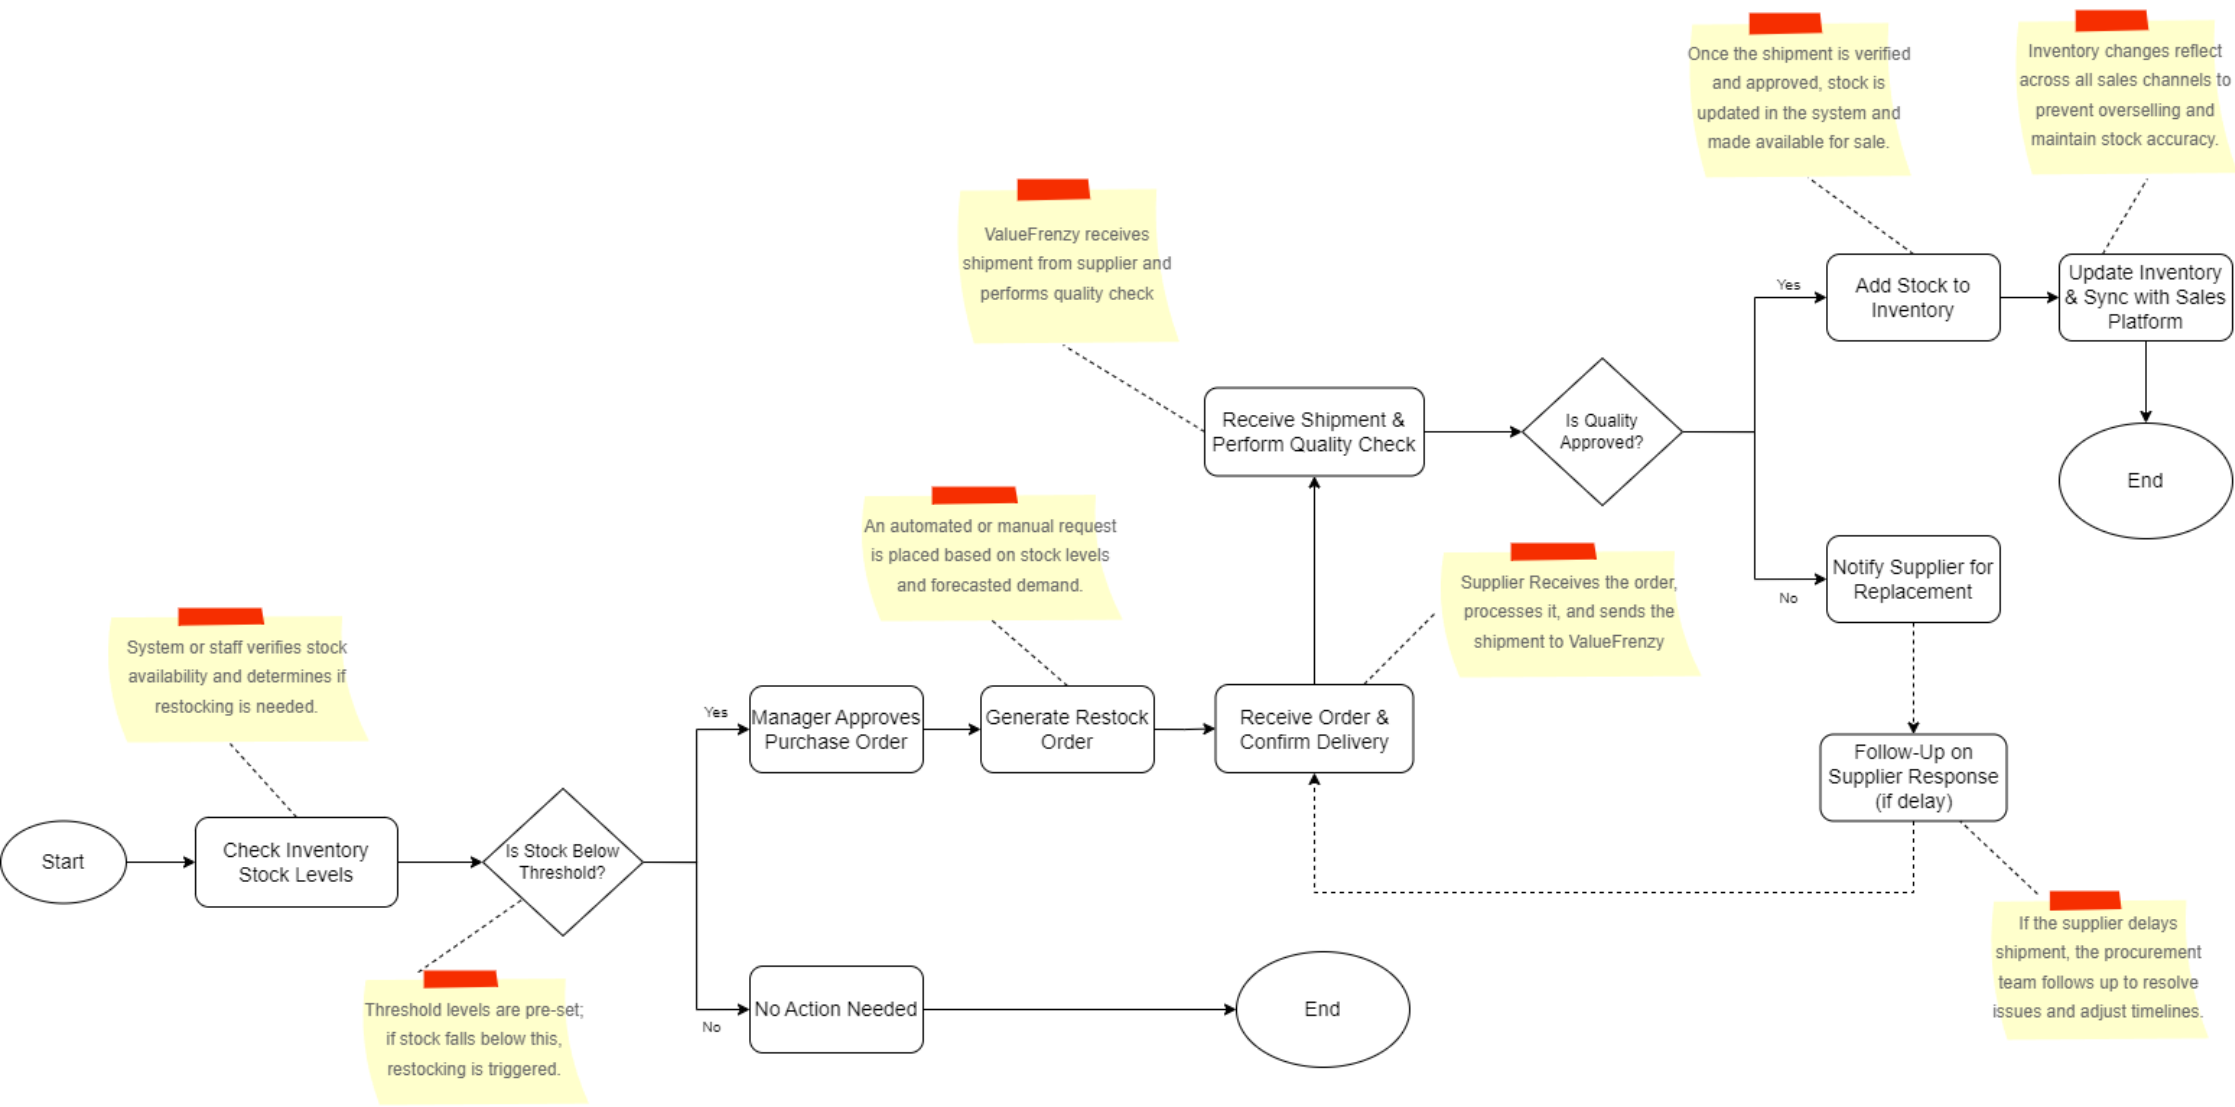 Once the shipment is verified
and approved, stock is
updated in the system and
made available for sale.
Inventory changes reflect
across all sales channels to
prevent overselling and
maintain stock accuracy.
ValueFrenzy receives
shipment from supplier and
performs quality check
Yes
Add Stock to
Inventory
Update Inventory
& Sync with Sales
Platform
Receive Shipment &
Perform Quality Check
Is Quality
Approved?
End
An automated or manual request
is placed based on stock levels
and forecasted demand.
Supplier Receives the order,
processes it, and sends the
shipment to ValueFrenzy
No
Notify Supplier for
Replacement
System or staff verifies stock
availability and determines if
restocking is needed.
Yes
Manager Approves
Purchase Order
Generate Restock
Order
Receive Order &
Confirm Delivery
Follow-Up on
Supplier Response
(if delay)
Start
Check Inventory
Stock Levels
Is Stock Below
Threshold?
If the supplier delays
shipment, the procurement
team follows up to resolve
issues and adjust timelines.
Threshold levels are pre-set;
if stock falls below this,
restocking is triggered.
No
No Action Needed
End